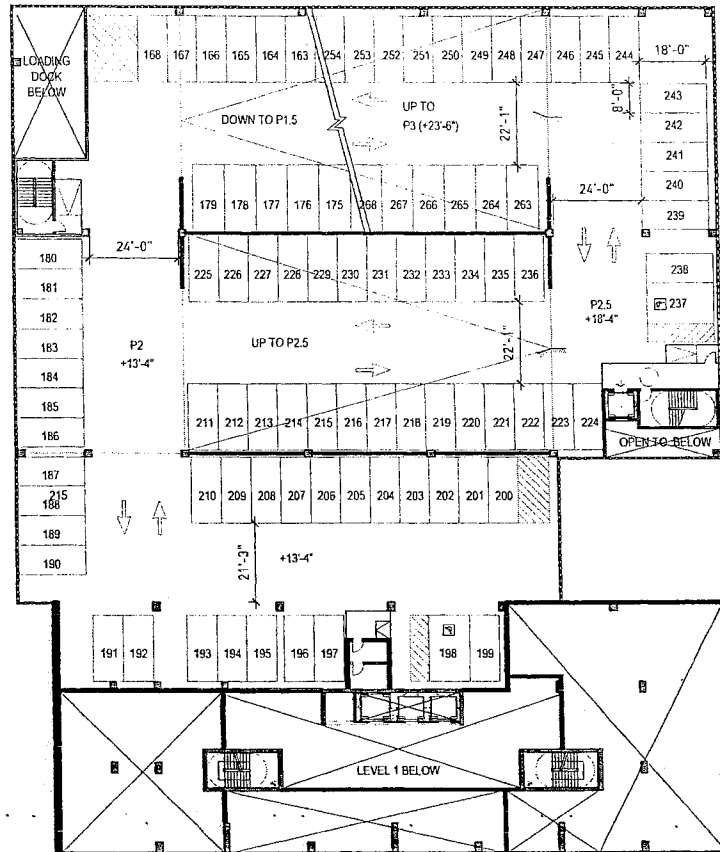 168 167 166 165 164 163 254 253 252 251 250 249 248 247 246 245 244
18'-0"
LOADING
DOCK
BELOW
DOWN TO P1.5
UP TO
P3 (+23'-6")
22'-1"
8'-0"
243
242
241
240
239
179 178 177 176 175 268 267 266 265 264 263
24'-0"
24'-0"
180
181
182
183
184
185
186
225 226 227 228 229 230 231 232 233 234 235 236
238
237
P2
+13'-4"
UP TO P2.5
22'-1"
P2.5
+18'-4"
211 212 213 214 215 216 217 218 219 220 221 222 223 224
OPEN TO BELOW
187
215
188
189
190
210 209 208 207 206 205 204 203 202 201 200
21'-3"
+13'-4"
191 192 193 194 195 196 197 198 199
LEVEL 1 BELOW